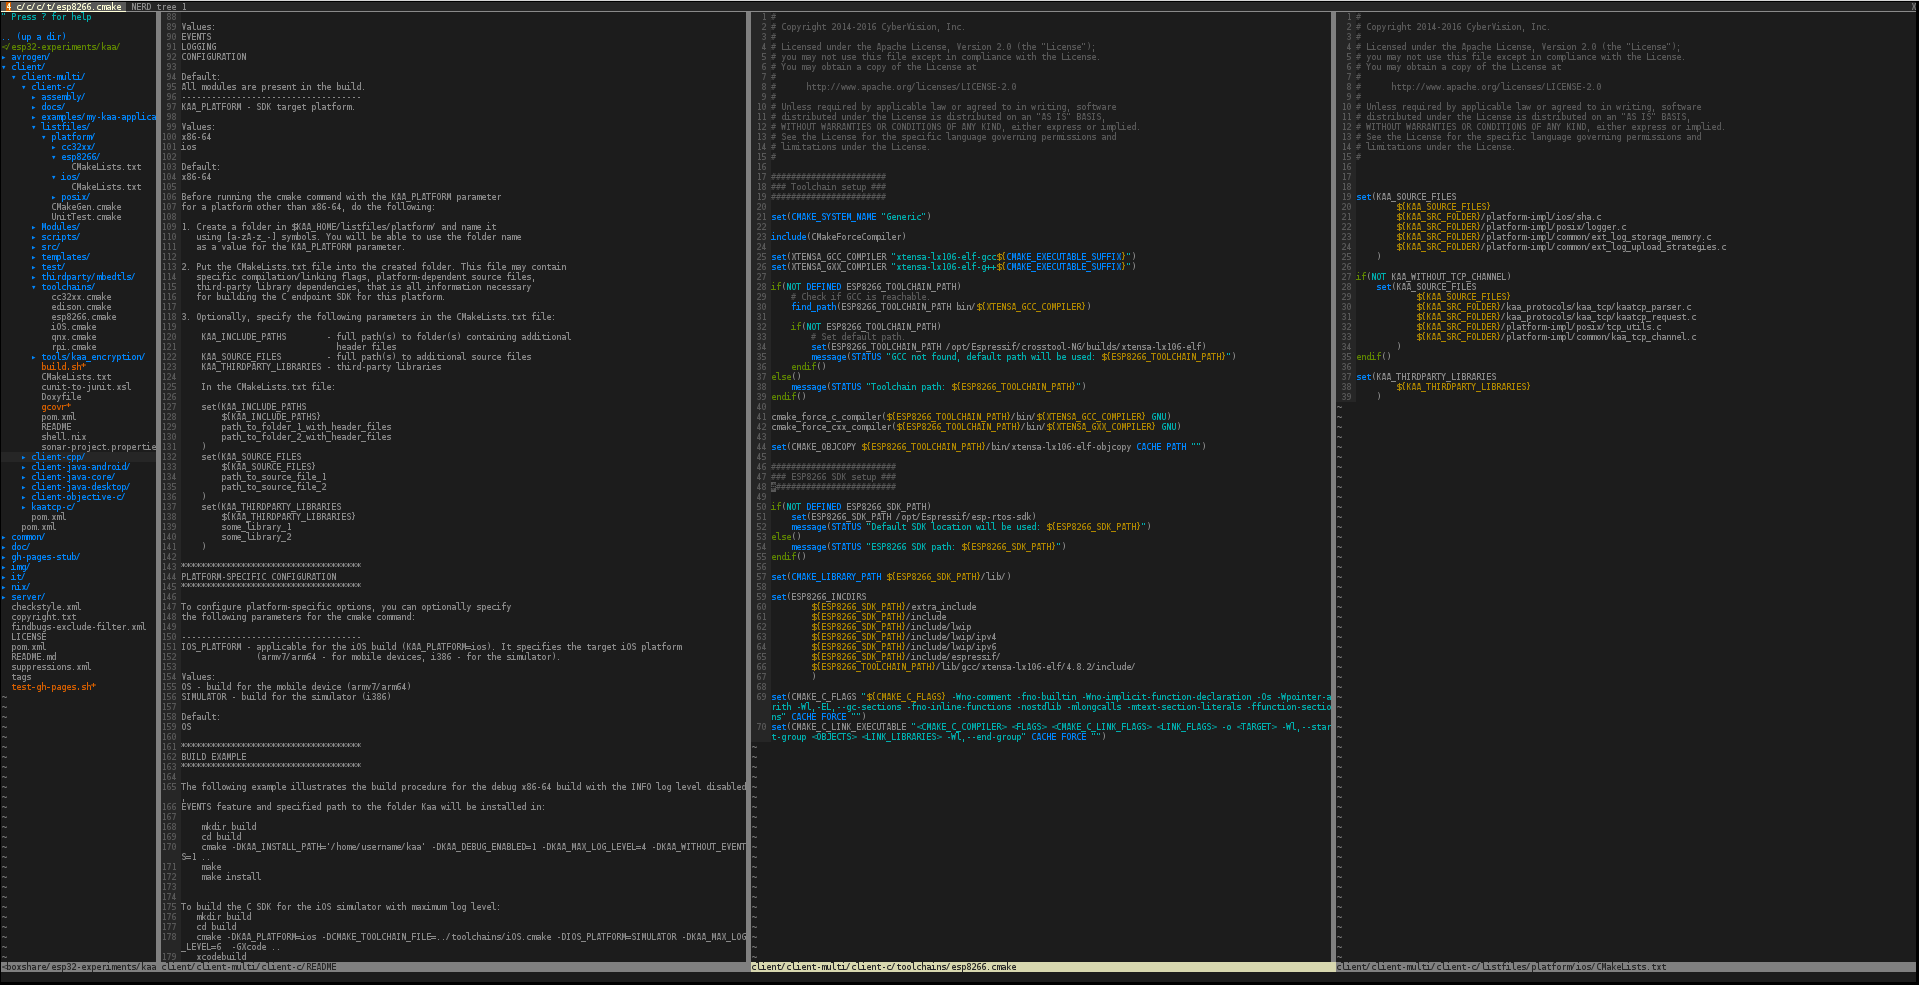 4 c/c/c/t/esp8266.cmake  NERD tree 1  X
" Press ? for help
.. (up a dir)
</esp32-experiments/kaa/
▸ avrogen/
▾ client/
▾ client-multi/
▾ client-c/
▸ assembly/
▸ docs/
▸ examples/my-kaa-applica
▾ listfiles/
▾ platform/
▸ cc32xx/
▾ esp8266/
CMakeLists.txt
▾ ios/
CMakeLists.txt
▸ posix/
CMakeGen.cmake
UnitTest.cmake
▸ Modules/
▸ scripts/
▸ src/
▸ templates/
▸ test/
▸ thirdparty/mbedtls/
▾ toolchains/
cc32xx.cmake
edison.cmake
esp8266.cmake
iOS.cmake
qnx.cmake
rpi.cmake
▸ tools/kaa_encryption/
build.sh*
CMakeLists.txt
cunit-to-junit.xsl
Doxyfile
gcovr*
pom.xml
README
shell.nix
sonar-project.propertie
▸ client-cpp/
▸ client-java-android/
▸ client-java-core/
▸ client-java-desktop/
▸ client-objective-c/
▸ kaatcp-c/
pom.xml
pom.xml
▸ common/
▸ doc/
▸ gh-pages-stub/
▸ img/
▸ it/
▸ nix/
▸ server/
checkstyle.xml
copyright.txt
findbugs-exclude-filter.xml
LICENSE
pom.xml
README.md
suppressions.xml
tags
test-gh-pages.sh*
<boxshare/esp32-experiments/kaa
88
89 Values:
90 EVENTS
91 LOGGING
92 CONFIGURATION
93
94 Default:
95 All modules are present in the build.
96 ------------------------------------
97 KAA_PLATFORM - SDK target platform.
98
99 Values:
100 x86-64
101 ios
102
103 Default:
104 x86-64
105
106 Before running the cmake command with the KAA_PLATFORM parameter
107 for a platform other than x86-64, do the following:
108
109 1. Create a folder in $KAA_HOME/listfiles/platform/ and name it
110    using [a-zA-z_-] symbols. You will be able to use the folder name
111    as a value for the KAA_PLATFORM parameter.
112
113 2. Put the CMakeLists.txt file into the created folder. This file may contain
114    specific compilation/linking flags, platform-dependent source files,
115    third-party library dependencies, that is all information necessary
116    for building the C endpoint SDK for this platform.
117
118 3. Optionally, specify the following parameters in the CMakeLists.txt file:
119
120     KAA_INCLUDE_PATHS        - full path(s) to folder(s) containing additional
121                                header files
122     KAA_SOURCE_FILES         - full path(s) to additional source files
123     KAA_THIRDPARTY_LIBRARIES - third-party libraries
124
125     In the CMakeLists.txt file:
126
127     set(KAA_INCLUDE_PATHS
128         ${KAA_INCLUDE_PATHS}
129         path_to_folder_1_with_header_files
130         path_to_folder_2_with_header_files
131     )
132     set(KAA_SOURCE_FILES
133         ${KAA_SOURCE_FILES}
134         path_to_source_file_1
135         path_to_source_file_2
136     )
137     set(KAA_THIRDPARTY_LIBRARIES
138         ${KAA_THIRDPARTY_LIBRARIES}
139         some_library_1
140         some_library_2
141     )
142
143 ************************************
144 PLATFORM-SPECIFIC CONFIGURATION
145 ************************************
146
147 To configure platform-specific options, you can optionally specify
148 the following parameters for the cmake command:
149
150 ------------------------------------
151 IOS_PLATFORM - applicable for the iOS build (KAA_PLATFORM=ios). It specifies the target iOS platform
152                (armv7/arm64 - for mobile devices, i386 - for the simulator).
153
154 Values:
155 OS - build for the mobile device (armv7/arm64)
156 SIMULATOR - build for the simulator (i386)
157
158 Default:
159 OS
160
161 ************************************
162 BUILD EXAMPLE
163 ************************************
164
165 The following example illustrates the build procedure for the debug x86-64 build with the INFO log level disabled
,
166 EVENTS feature and specified path to the folder Kaa will be installed in:
167
168     mkdir build
169     cd build
170     cmake -DKAA_INSTALL_PATH='/home/username/kaa' -DKAA_DEBUG_ENABLED=1 -DKAA_MAX_LOG_LEVEL=4 -DKAA_WITHOUT_EVENT
S=1 ..
171     make
172     make install
173
174
175 To build the C SDK for the iOS simulator with maximum log level:
176    mkdir build
177    cd build
178    cmake -DKAA_PLATFORM=ios -DCMAKE_TOOLCHAIN_FILE=../toolchains/iOS.cmake -DIOS_PLATFORM=SIMULATOR -DKAA_MAX_LOG
_LEVEL=6  -GXcode ..
179    xcodebuild
client/client-multi/client-c/README
1 #
2 # Copyright 2014-2016 CyberVision, Inc.
3 #
4 # Licensed under the Apache License, Version 2.0 (the "License");
5 # you may not use this file except in compliance with the License.
6 # You may obtain a copy of the License at
7 #
8 #      http://www.apache.org/licenses/LICENSE-2.0
9 #
10 # Unless required by applicable law or agreed to in writing, software
11 # distributed under the License is distributed on an "AS IS" BASIS,
12 # WITHOUT WARRANTIES OR CONDITIONS OF ANY KIND, either express or implied.
13 # See the License for the specific language governing permissions and
14 # limitations under the License.
15 #
16
17 #######################
18 ### Toolchain setup ###
19 #######################
20
21 set(CMAKE_SYSTEM_NAME "Generic")
22
23 include(CMakeForceCompiler)
24
25 set(XTENSA_GCC_COMPILER "xtensa-lx106-elf-gcc${CMAKE_EXECUTABLE_SUFFIX}")
26 set(XTENSA_GXX_COMPILER "xtensa-lx106-elf-g++${CMAKE_EXECUTABLE_SUFFIX}")
27
28 if(NOT DEFINED ESP8266_TOOLCHAIN_PATH)
29     # Check if GCC is reachable.
30     find_path(ESP8266_TOOLCHAIN_PATH bin/${XTENSA_GCC_COMPILER})
31
32     if(NOT ESP8266_TOOLCHAIN_PATH)
33         # Set default path.
34         set(ESP8266_TOOLCHAIN_PATH /opt/Espressif/crosstool-NG/builds/xtensa-lx106-elf)
35         message(STATUS "GCC not found, default path will be used: ${ESP8266_TOOLCHAIN_PATH}")
36     endif()
37 else()
38     message(STATUS "Toolchain path: ${ESP8266_TOOLCHAIN_PATH}")
39 endif()
40
41 cmake_force_c_compiler(${ESP8266_TOOLCHAIN_PATH}/bin/${XTENSA_GCC_COMPILER} GNU)
42 cmake_force_cxx_compiler(${ESP8266_TOOLCHAIN_PATH}/bin/${XTENSA_GXX_COMPILER} GNU)
43
44 set(CMAKE_OBJCOPY ${ESP8266_TOOLCHAIN_PATH}/bin/xtensa-lx106-elf-objcopy CACHE PATH "")
45
46 #########################
47 ### ESP8266 SDK setup ###
48 #########################
49
50 if(NOT DEFINED ESP8266_SDK_PATH)
51     set(ESP8266_SDK_PATH /opt/Espressif/esp-rtos-sdk)
52     message(STATUS "Default SDK location will be used: ${ESP8266_SDK_PATH}")
53 else()
54     message(STATUS "ESP8266 SDK path: ${ESP8266_SDK_PATH}")
55 endif()
56
57 set(CMAKE_LIBRARY_PATH ${ESP8266_SDK_PATH}/lib/)
58
59 set(ESP8266_INCDIRS
60         ${ESP8266_SDK_PATH}/extra_include
61         ${ESP8266_SDK_PATH}/include
62         ${ESP8266_SDK_PATH}/include/lwip
63         ${ESP8266_SDK_PATH}/include/lwip/ipv4
64         ${ESP8266_SDK_PATH}/include/lwip/ipv6
65         ${ESP8266_SDK_PATH}/include/espressif/
66         ${ESP8266_TOOLCHAIN_PATH}/lib/gcc/xtensa-lx106-elf/4.8.2/include/
67         )
68
69 set(CMAKE_C_FLAGS "${CMAKE_C_FLAGS} -Wno-comment -fno-builtin -Wno-implicit-function-declaration -Os -Wpointer-a
rith -Wl,-EL,--gc-sections -fno-inline-functions -nostdlib -mlongcalls -mtext-section-literals -ffunction-sectio
ns" CACHE FORCE "")
70 set(CMAKE_C_LINK_EXECUTABLE "<CMAKE_C_COMPILER> <FLAGS> <CMAKE_C_LINK_FLAGS> <LINK_FLAGS> -o <TARGET> -Wl,--star
t-group <OBJECTS> <LINK_LIBRARIES> -Wl,--end-group" CACHE FORCE "")
client/client-multi/client-c/toolchains/esp8266.cmake
1 #
2 # Copyright 2014-2016 CyberVision, Inc.
3 #
4 # Licensed under the Apache License, Version 2.0 (the "License");
5 # you may not use this file except in compliance with the License.
6 # You may obtain a copy of the License at
7 #
8 #      http://www.apache.org/licenses/LICENSE-2.0
9 #
10 # Unless required by applicable law or agreed to in writing, software
11 # distributed under the License is distributed on an "AS IS" BASIS,
12 # WITHOUT WARRANTIES OR CONDITIONS OF ANY KIND, either express or implied.
13 # See the License for the specific language governing permissions and
14 # limitations under the License.
15 #
16
17
18
19 set(KAA_SOURCE_FILES
20         ${KAA_SOURCE_FILES}
21         ${KAA_SRC_FOLDER}/platform-impl/ios/sha.c
22         ${KAA_SRC_FOLDER}/platform-impl/posix/logger.c
23         ${KAA_SRC_FOLDER}/platform-impl/common/ext_log_storage_memory.c
24         ${KAA_SRC_FOLDER}/platform-impl/common/ext_log_upload_strategies.c
25     )
26
27 if(NOT KAA_WITHOUT_TCP_CHANNEL)
28     set(KAA_SOURCE_FILES
29             ${KAA_SOURCE_FILES}
30             ${KAA_SRC_FOLDER}/kaa_protocols/kaa_tcp/kaatcp_parser.c
31             ${KAA_SRC_FOLDER}/kaa_protocols/kaa_tcp/kaatcp_request.c
32             ${KAA_SRC_FOLDER}/platform-impl/posix/tcp_utils.c
33             ${KAA_SRC_FOLDER}/platform-impl/common/kaa_tcp_channel.c
34         )
35 endif()
36
37 set(KAA_THIRDPARTY_LIBRARIES
38         ${KAA_THIRDPARTY_LIBRARIES}
39     )
client/client-multi/client-c/listfiles/platform/ios/CMakeLists.txt